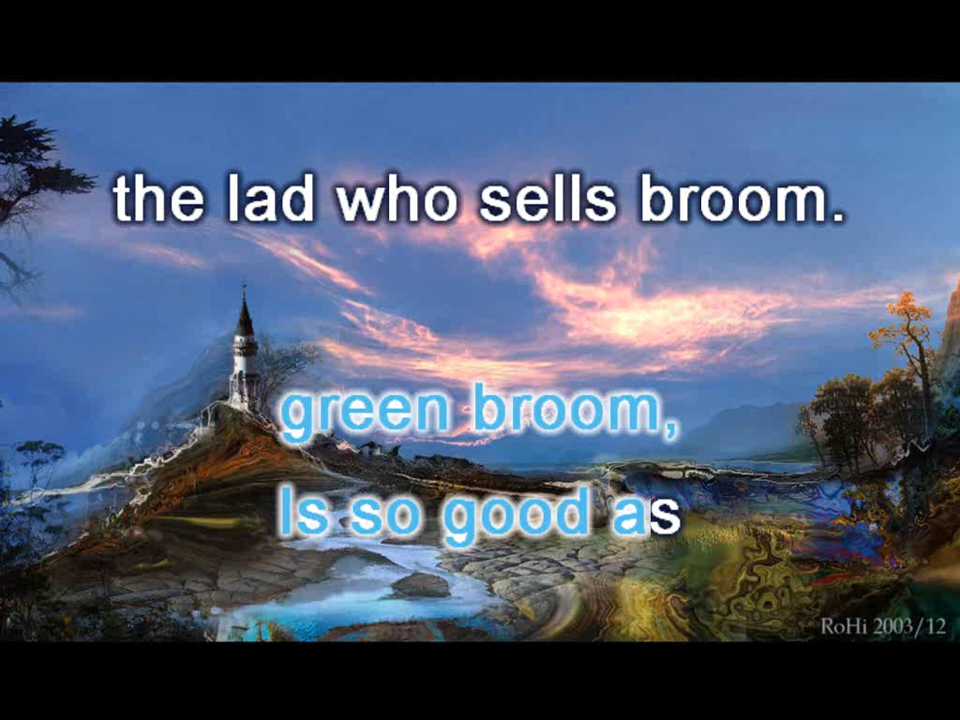 the lad who sells broom.
green broom,
Is so good as
RoHi 2003/12